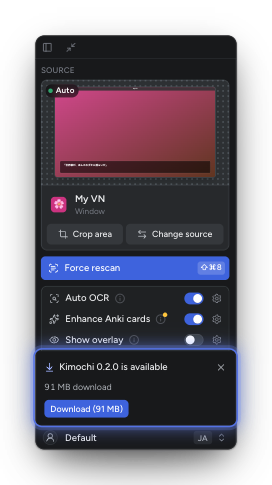 SOURCE
Auto
My VN
Window
Crop area
Change source
Force rescan
⇧⌘8
Auto OCR
Enhance Anki cards
Show overlay
Kimochi 0.2.0 is available
91 MB download
Download (91 MB)
Default
JA